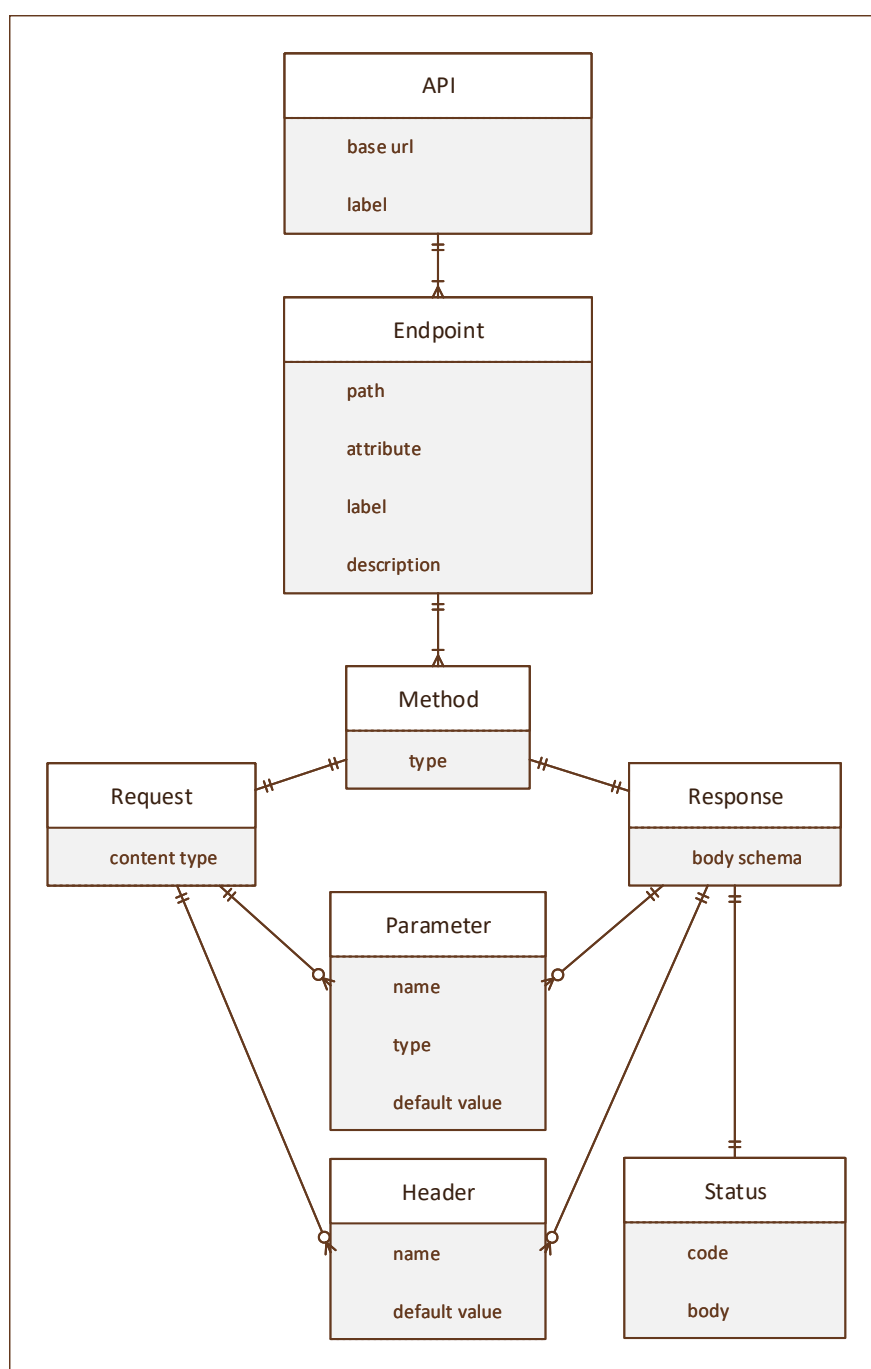 API
base url
label
Endpoint
path
attribute
label
description
Method
type
Request
content type
Response
body schema
Parameter
name
type
default value
Header
name
default value
Status
code
body